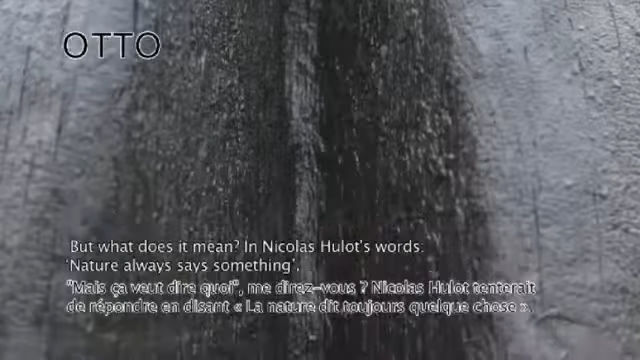 OTTO
But what does it mean? In Nicolas Hulot's words:
'Nature always says something'.
"Mais ça veut dire quoi", me direz-vous ? Nicolas Hulot tenterait
de répondre en disant « La nature dit toujours quelque chose ».